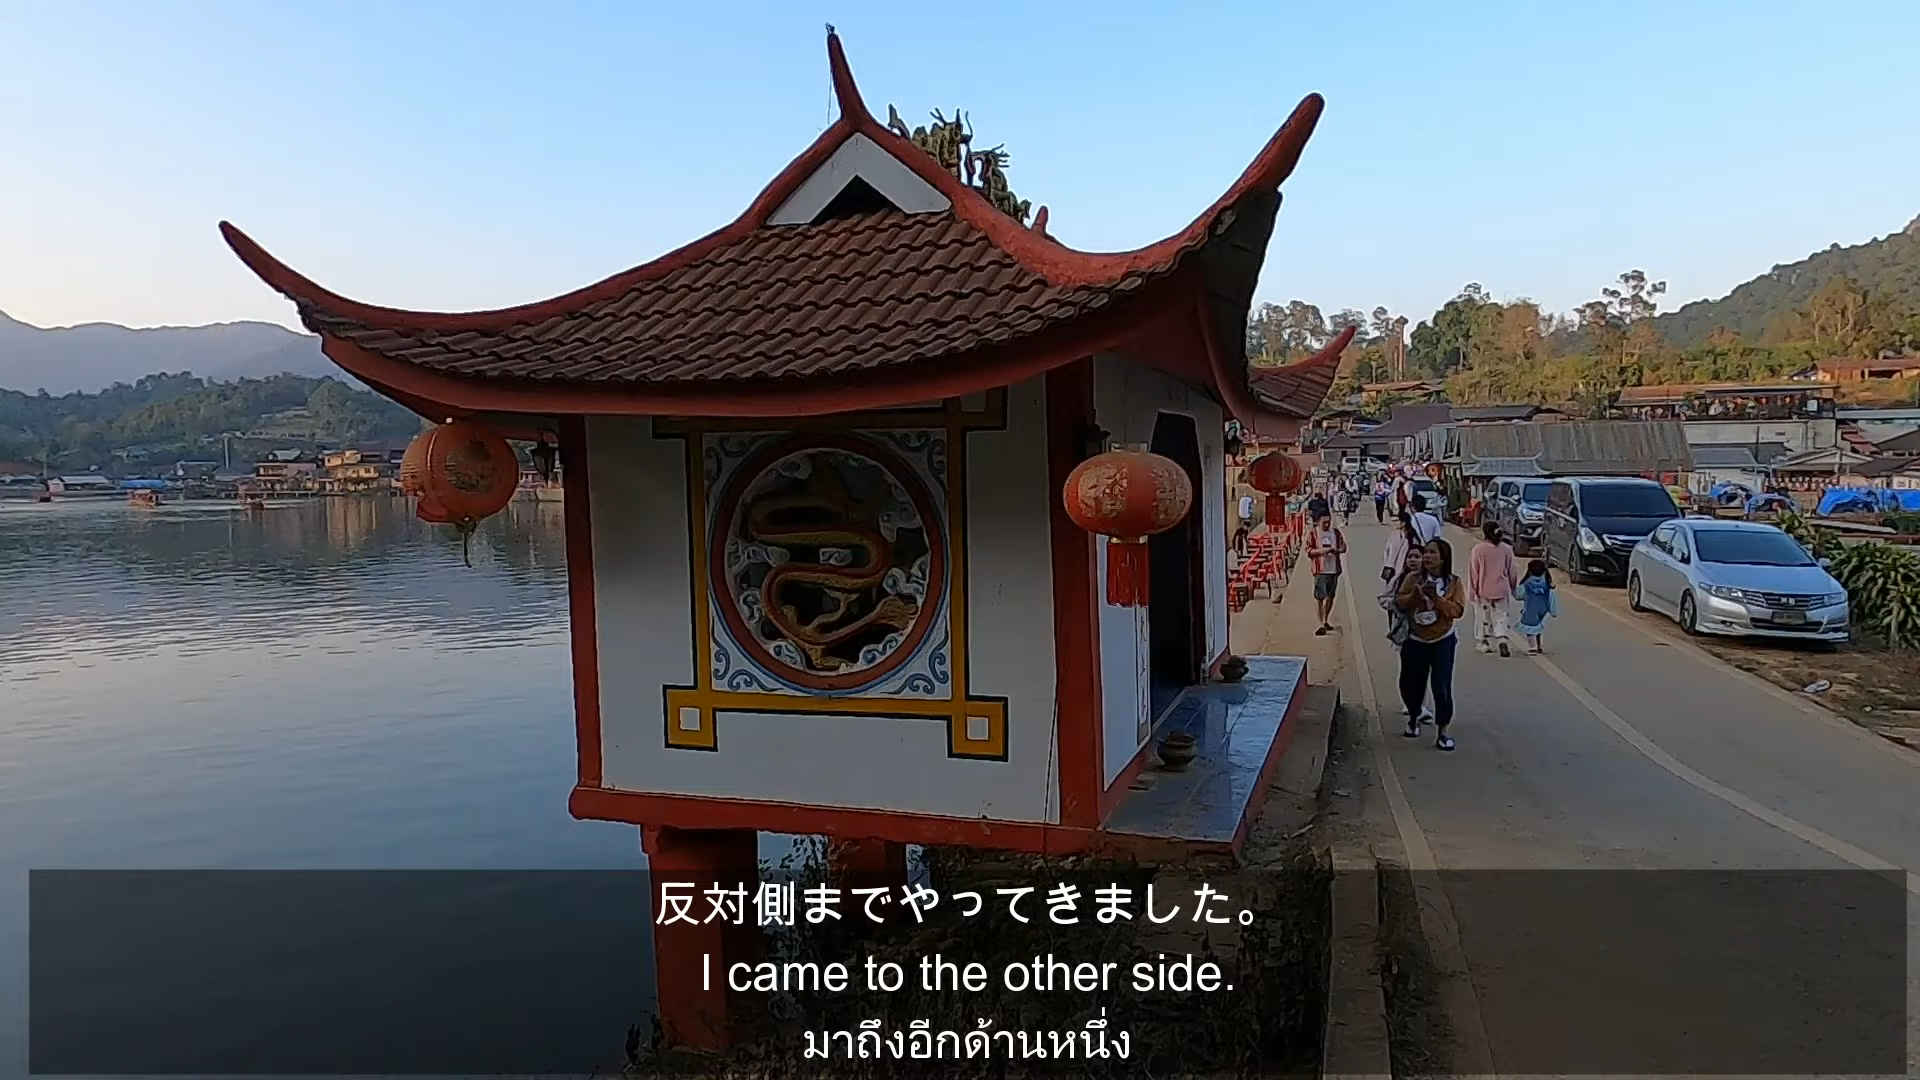 反対側までやってきました。
I came to the other side.
มาถึงอีกด้านหนึ่ง